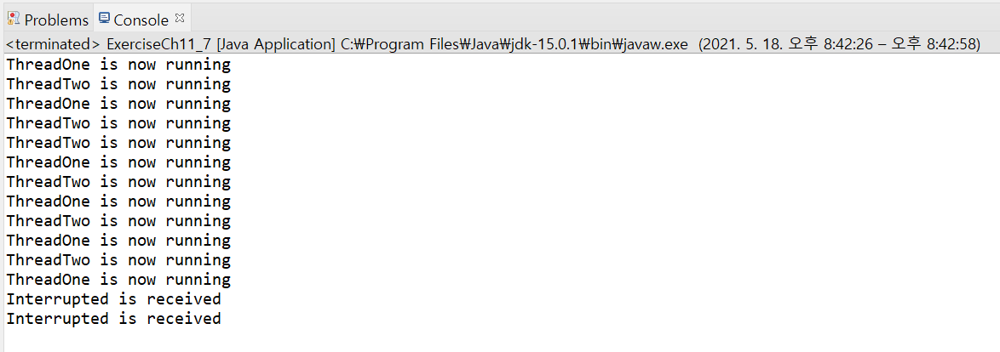 Problems Console
<terminated> ExerciseCh11_7 [Java Application] C:₩Program Files₩Java₩jdk-15.0.1₩bin₩javaw.exe (2021. 5. 18. 오후 8:42:26 – 오후 8:42:58)
ThreadOne is now running
ThreadTwo is now running
ThreadOne is now running
ThreadTwo is now running
ThreadTwo is now running
ThreadOne is now running
ThreadTwo is now running
ThreadOne is now running
ThreadTwo is now running
ThreadOne is now running
ThreadTwo is now running
ThreadOne is now running
Interrupted is received
Interrupted is received